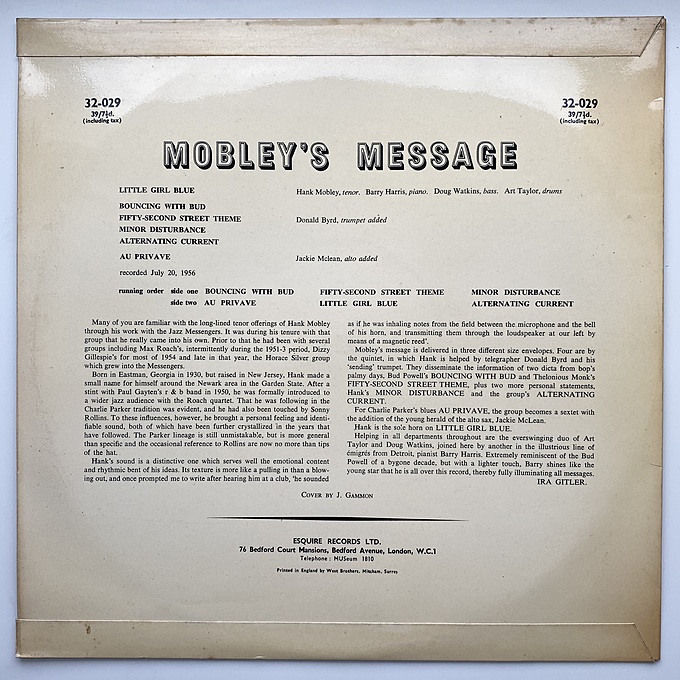 32-029
39/7½d.
(including tax)
32-029
39/7½d.
(including tax)
MOBLEY'S MESSAGE
LITTLE GIRL BLUE Hank Mobley, tenor. Barry Harris, piano. Doug Watkins, bass. Art Taylor, drums
BOUNCING WITH BUD
FIFTY-SECOND STREET THEME Donald Byrd, trumpet added
MINOR DISTURBANCE
ALTERNATING CURRENT
AU PRIVAVE Jackie Mclean, alto added
recorded July 20, 1956
running order side one BOUNCING WITH BUD FIFTY-SECOND STREET THEME MINOR DISTURBANCE
side two AU PRIVAVE LITTLE GIRL BLUE ALTERNATING CURRENT
Many of you are familiar with the long-lined tenor offerings of Hank Mobley
through his work with the Jazz Messengers. It was during his tenure with that
group that he really came into his own. Prior to that he had been with several
groups including Max Roach's, intermittently during the 1951-3 period, Dizzy
Gillespie's for most of 1954 and late in that year, the Horace Silver group
which grew into the Messengers.
Born in Eastman, Georgia in 1930, but raised in New Jersey, Hank made a
small name for himself around the Newark area in the Garden State. After a
stint with Paul Gayten's r & b band in 1950, he was formally introduced to
a wider jazz audience with the Roach quartet. That he was following in the
Charlie Parker tradition was evident, and he had also been touched by Sonny
Rollins. To these influences, however, he brought a personal feeling and identi-
fiable sound, both of which have been further crystallized in the years that
have followed. The Parker lineage is still unmistakable, but is more general
than specific and the occasional reference to Rollins are now no more than tips
of the hat.
Hank's sound is a distinctive one which serves well the emotional content
and rhythmic bent of his ideas. Its texture is more like a pulling in than a blow-
ing out, and once prompted me to write after hearing him at a club, 'he sounded
as if he was inhaling notes from the field between the microphone and the bell
of his horn, and transmitting them through the loudspeaker at our left by
means of a magnetic reed'.
Mobley's message is delivered in three different size envelopes. Four are by
the quintet, in which Hank is helped by telegrapher Donald Byrd and his
'sending' trumpet. They disseminate the information of two dicta from bop's
palmy days, Bud Powell's BOUNCING WITH BUD and Thelonious Monk's
FIFTY-SECOND STREET THEME, plus two more personal statements,
Hank's MINOR DISTURBANCE and the group's ALTERNATING
CURRENT.
For Charlie Parker's blues AU PRIVAVE, the group becomes a sextet with
the addition of the young herald of the alto sax, Jackie McLean.
Hank is the sole horn on LITTLE GIRL BLUE.
Helping in all departments throughout are the everswinging duo of Art
Taylor and Doug Watkins, joined here by another in the illustrious line of
émigrés from Detroit, pianist Barry Harris. Extremely reminiscent of the Bud
Powell of a bygone decade, but with a lighter touch, Barry shines like the
young star that he is all over this record, thereby fully illuminating all messages.
IRA GITLER.
COVER BY J. GAMMON
ESQUIRE RECORDS LTD.
76 Bedford Court Mansions, Bedford Avenue, London, W.C.1
Telephone: MUSeum 1810
Printed in England by West Brothers, Mitcham, Surrey